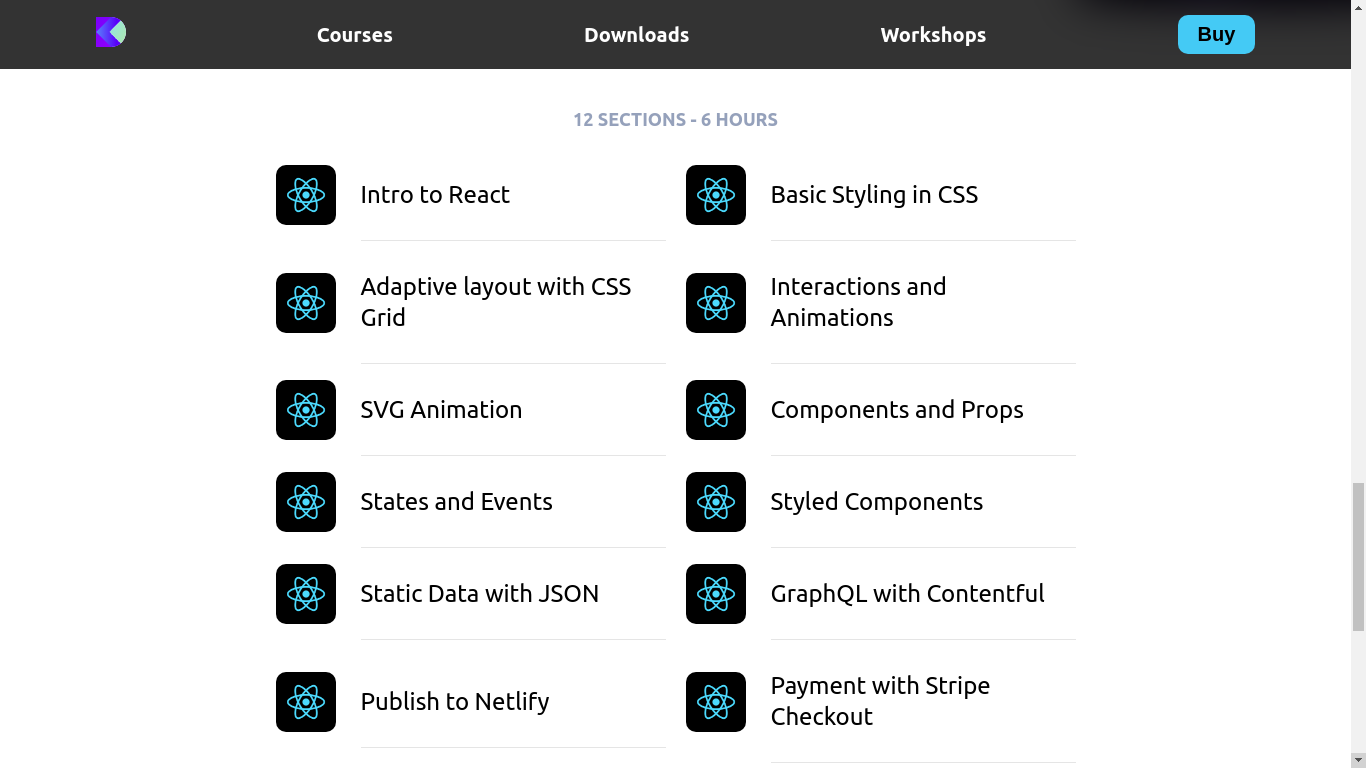 Courses
Downloads
Workshops
Buy
12 SECTIONS - 6 HOURS
Intro to React
Basic Styling in CSS
Adaptive layout with CSS
Grid
Interactions and
Animations
SVG Animation
Components and Props
States and Events
Styled Components
Static Data with JSON
GraphQL with Contentful
Publish to Netlify
Payment with Stripe
Checkout